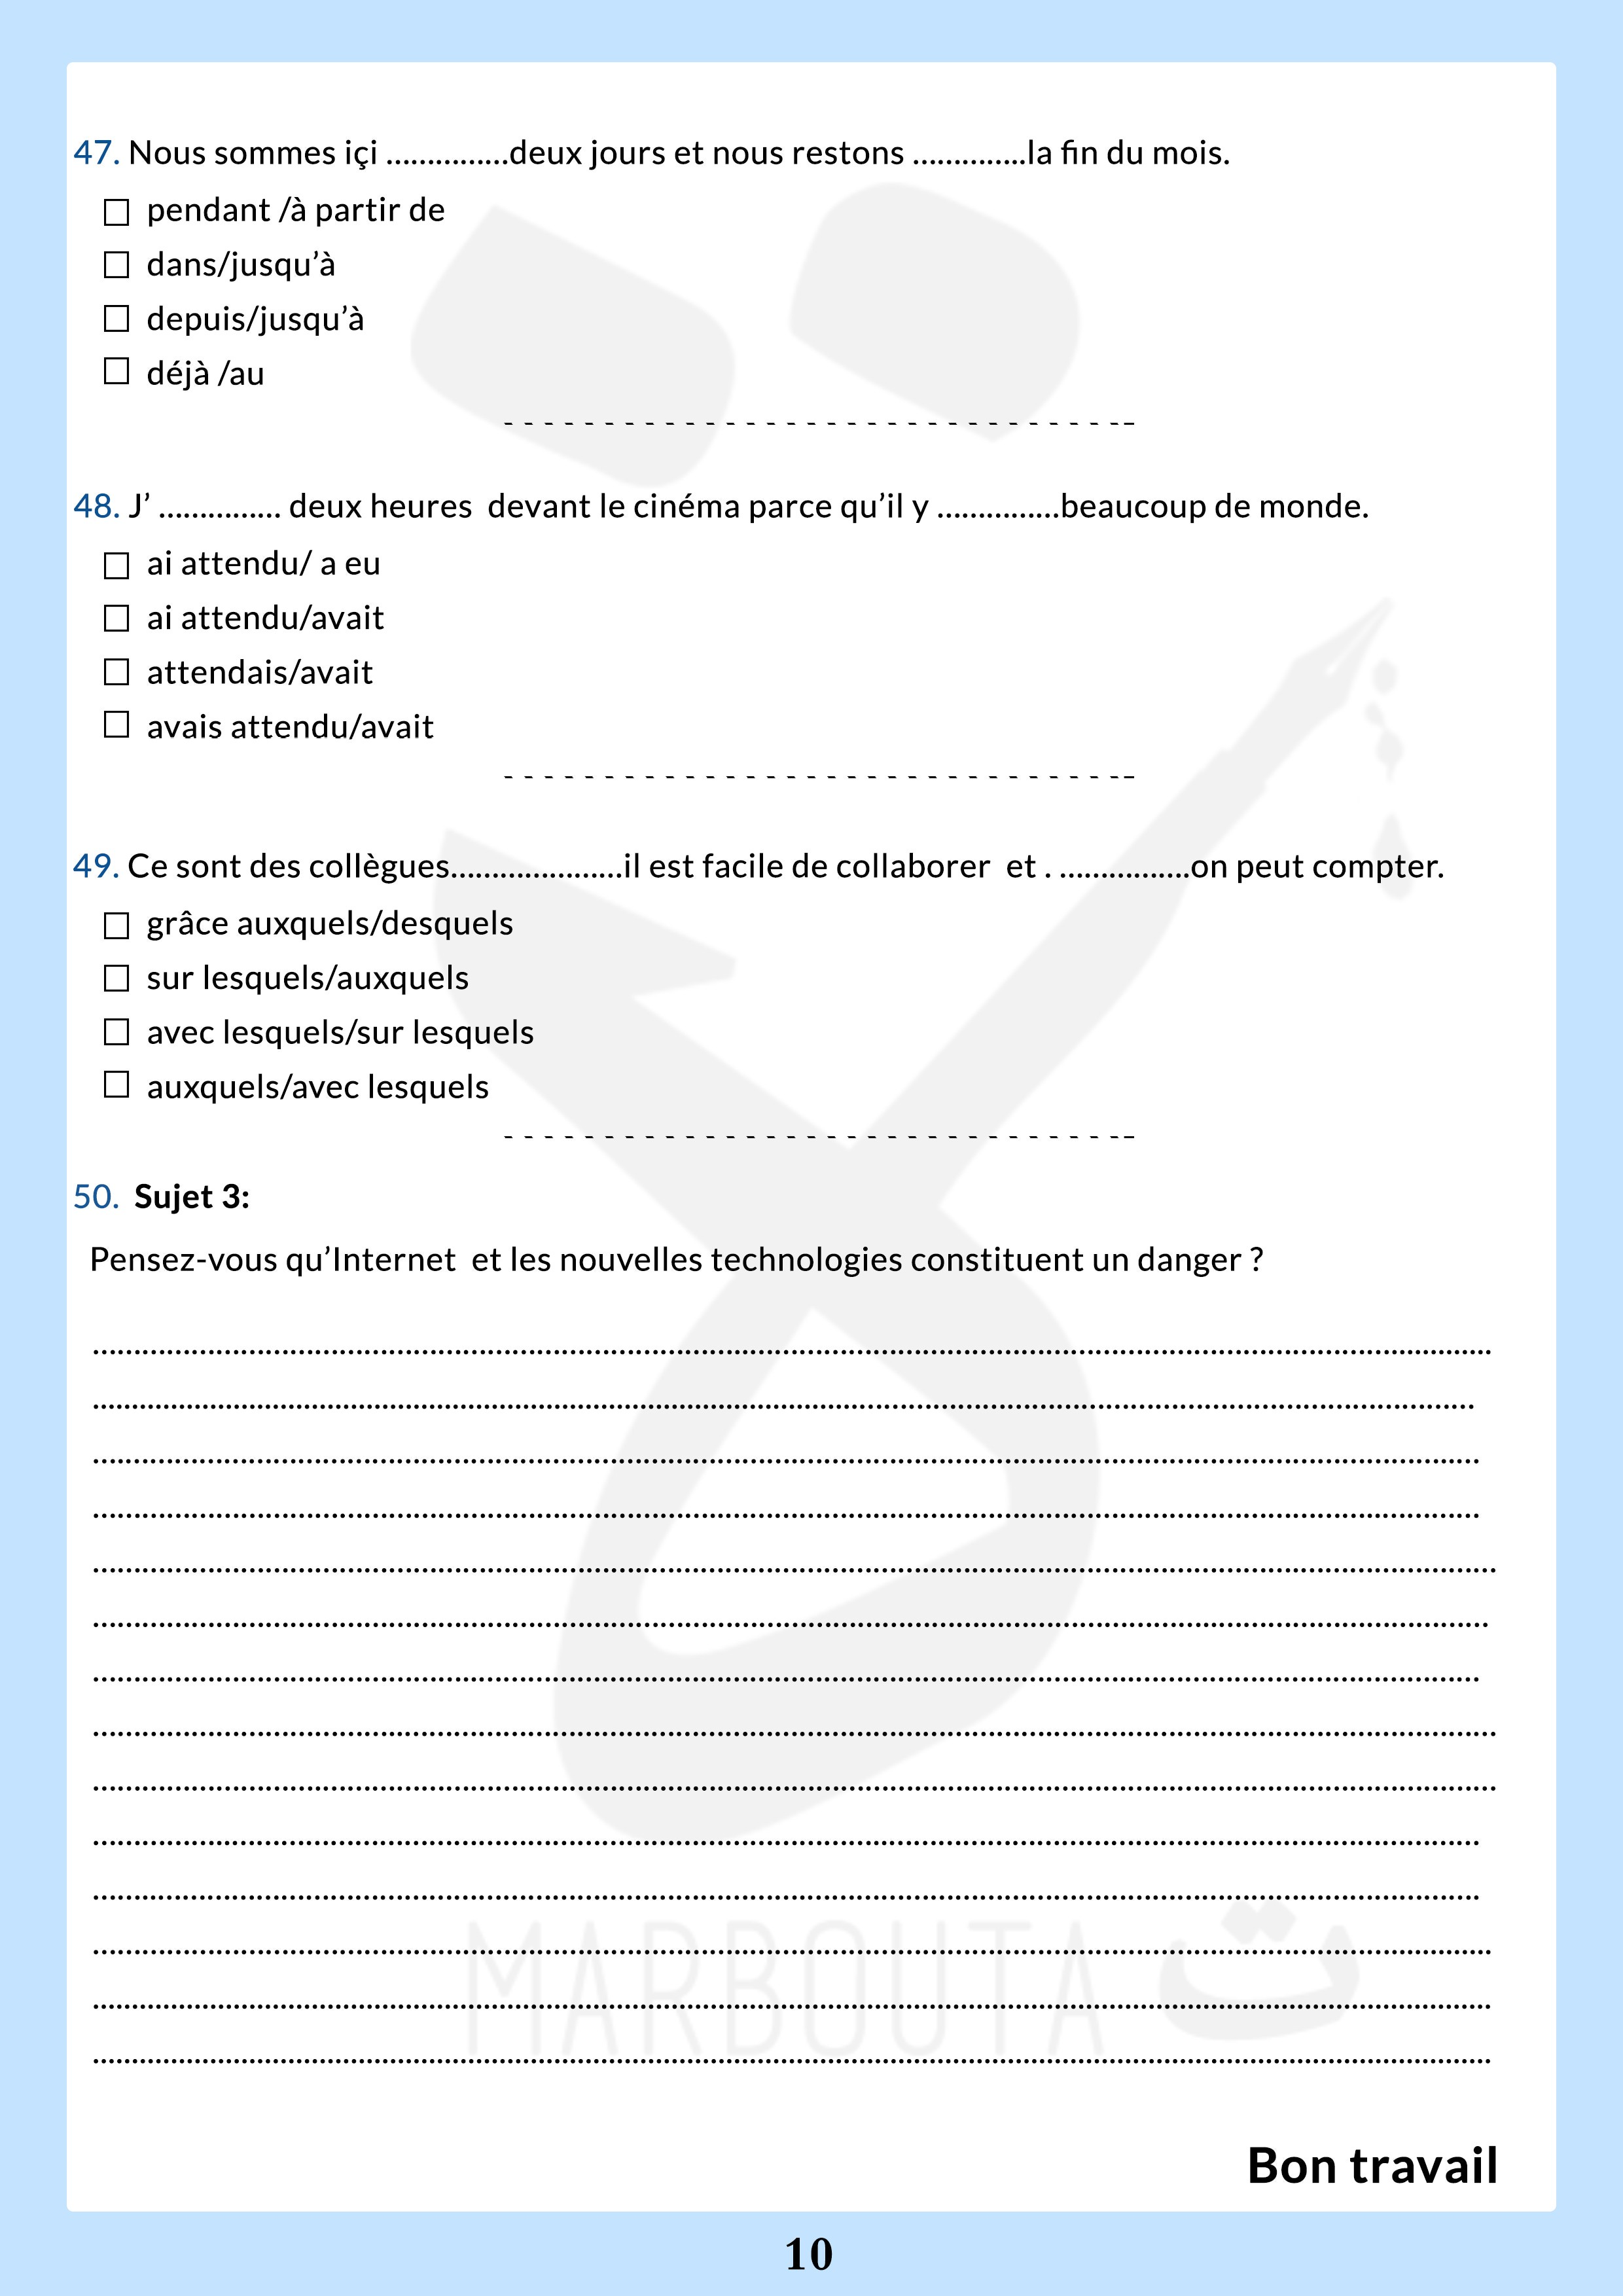 47. Nous sommes içi ...............deux jours et nous restons ..............la fin du mois.
☐ pendant /à partir de
☐ dans/jusqu’à
☐ depuis/jusqu’à
☐ déjà /au
48. J’ ............... deux heures  devant le cinéma parce qu’il y ...............beaucoup de monde.
☐ ai attendu/ a eu
☐ ai attendu/avait
☐ attendais/avait
☐ avais attendu/avait
49. Ce sont des collègues.....................il est facile de collaborer  et . ................on peut compter.
☐ grâce auxquels/desquels
☐ sur lesquels/auxquels
☐ avec lesquels/sur lesquels
☐ auxquels/avec lesquels
50. Sujet 3:
Pensez-vous qu’Internet  et les nouvelles technologies constituent un danger ?
MARBOUTA ت
Bon travail
10